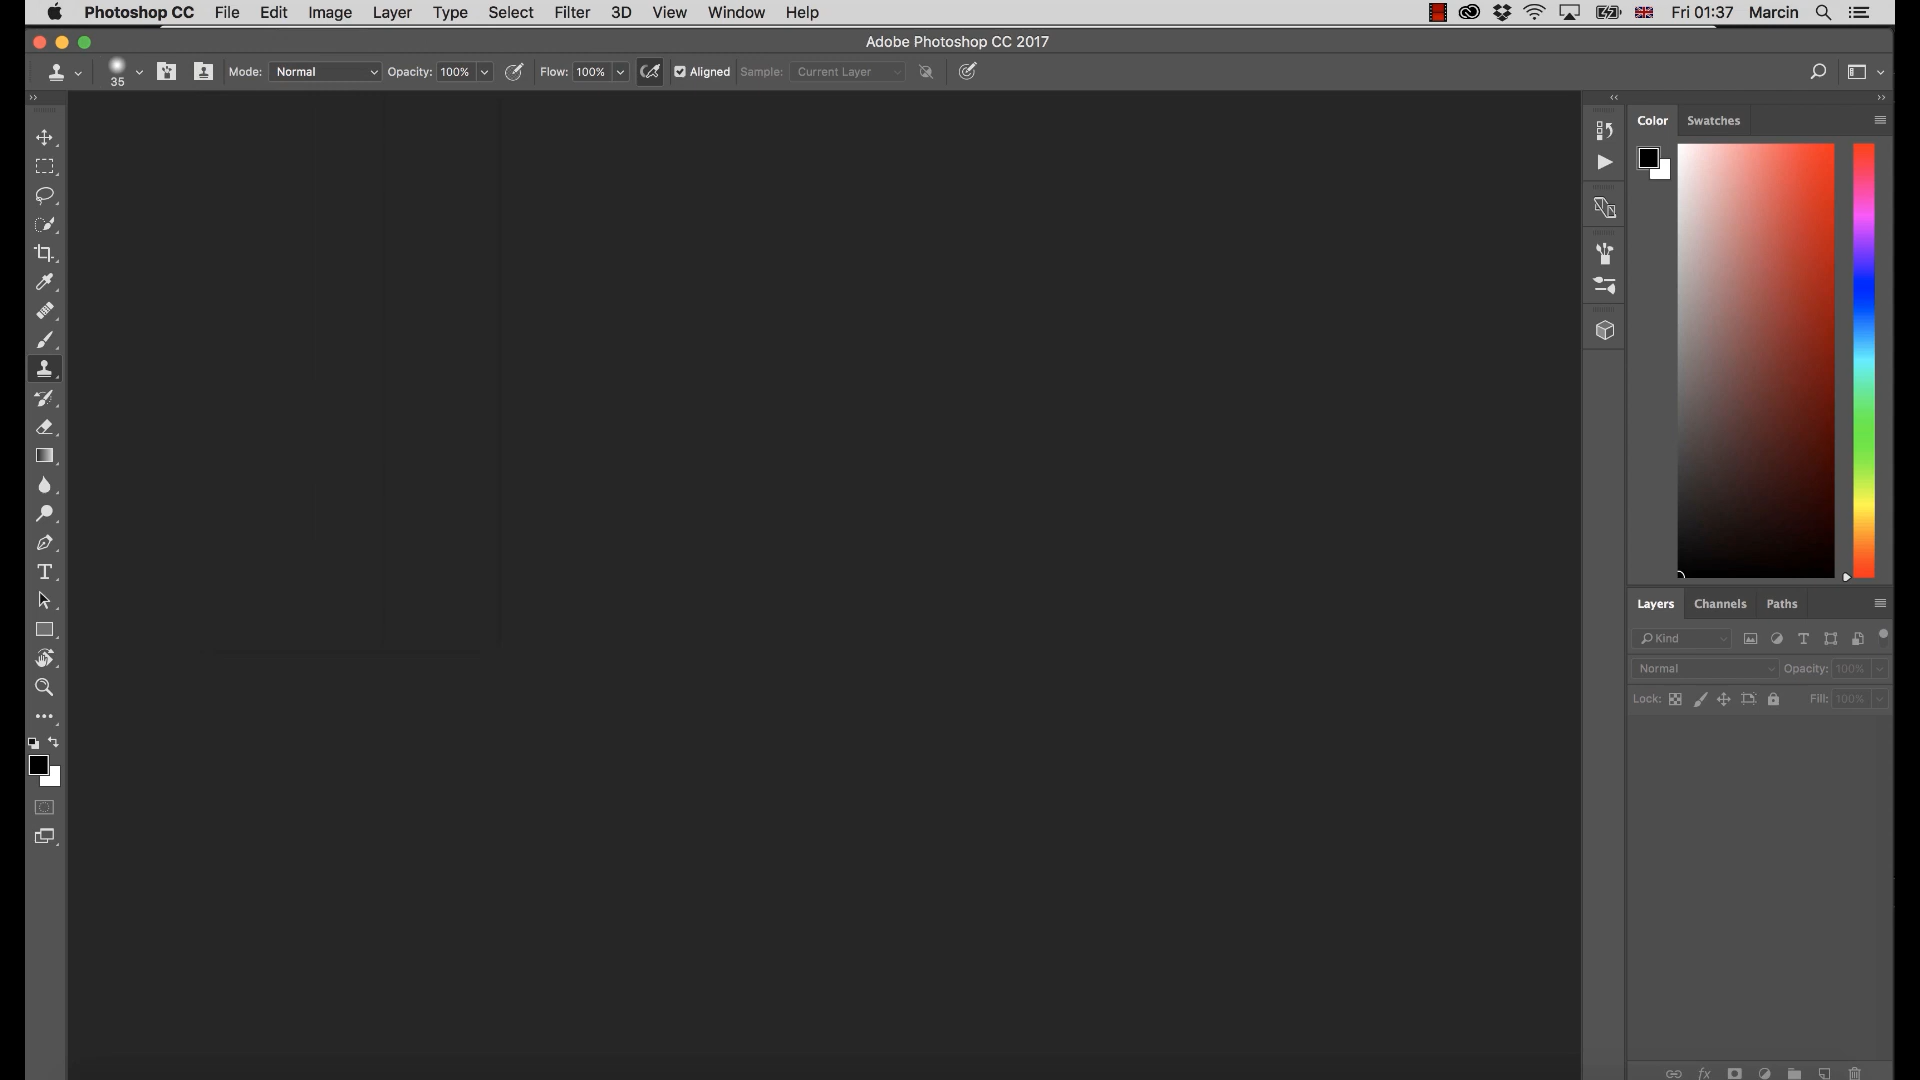 Photoshop CC File Edit Image Layer Type Select Filter 3D View Window Help Fri 01:37 Marcin
Adobe Photoshop CC 2017
35 Mode: Normal Opacity: 100% Flow: 100% Aligned Sample: Current Layer
Color Swatches
Layers Channels Paths
Kind
Normal Opacity: 100%
Lock: Fill: 100%
fx